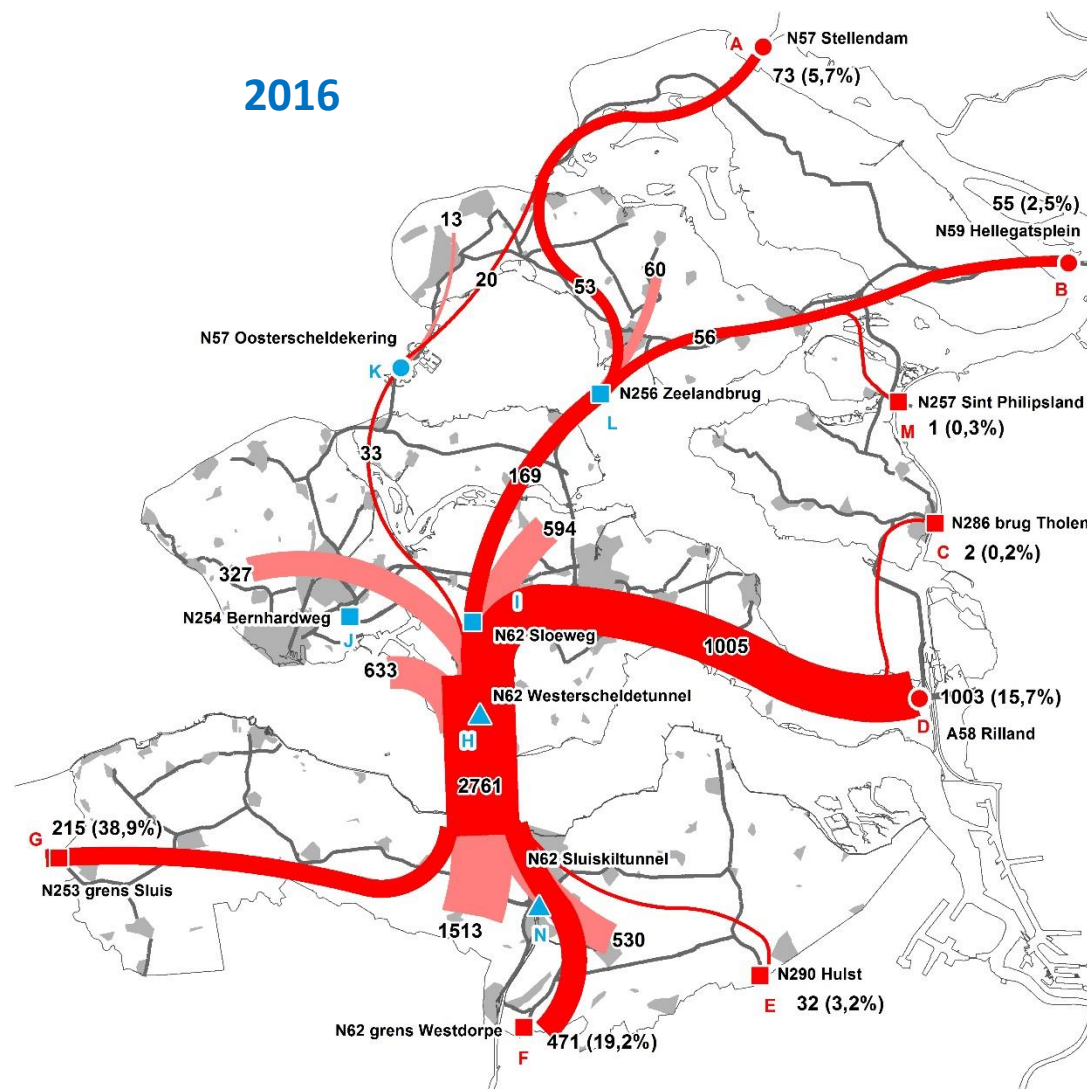 A
N57 Stellendam
73 (5,7%)
2016
55 (2,5%)
13
N59 Hellegatsplein
60
20
53
B
N57 Oosterscheldekering
56
K
N256 Zeelandbrug
N257 Sint Philipsland
L
M
1 (0,3%)
33
169
594
N286 brug Tholen
C
2 (0,2%)
327
I
N254 Bernhardweg
N62 Sloeweg
J
1005
633
N62 Westerscheldetunnel
1003 (15,7%)
D
H
A58 Rilland
2761
215 (38,9%)
G
N62 Sluiskiltunnel
N253 grens Sluis
1513
N
530
N290 Hulst
E
32 (3,2%)
N62 grens Westdorpe
471 (19,2%)
F